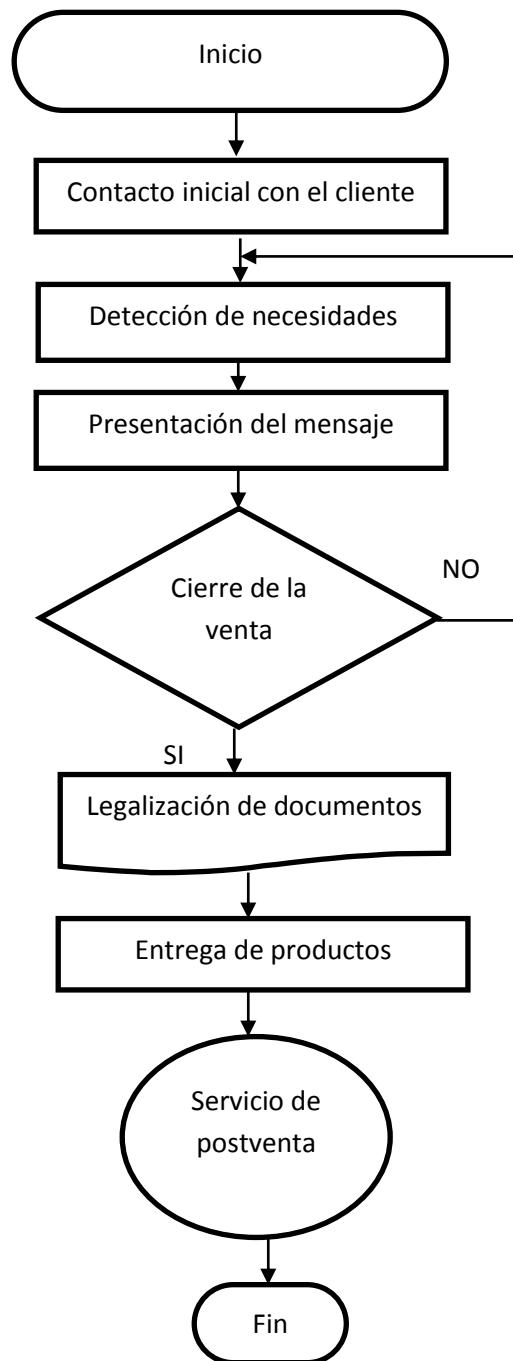 Inicio
Contacto inicial con el cliente
Detección de necesidades
Presentación del mensaje
Cierre de la
venta
NO
SI
Legalización de documentos
Entrega de productos
Servicio de
postventa
Fin